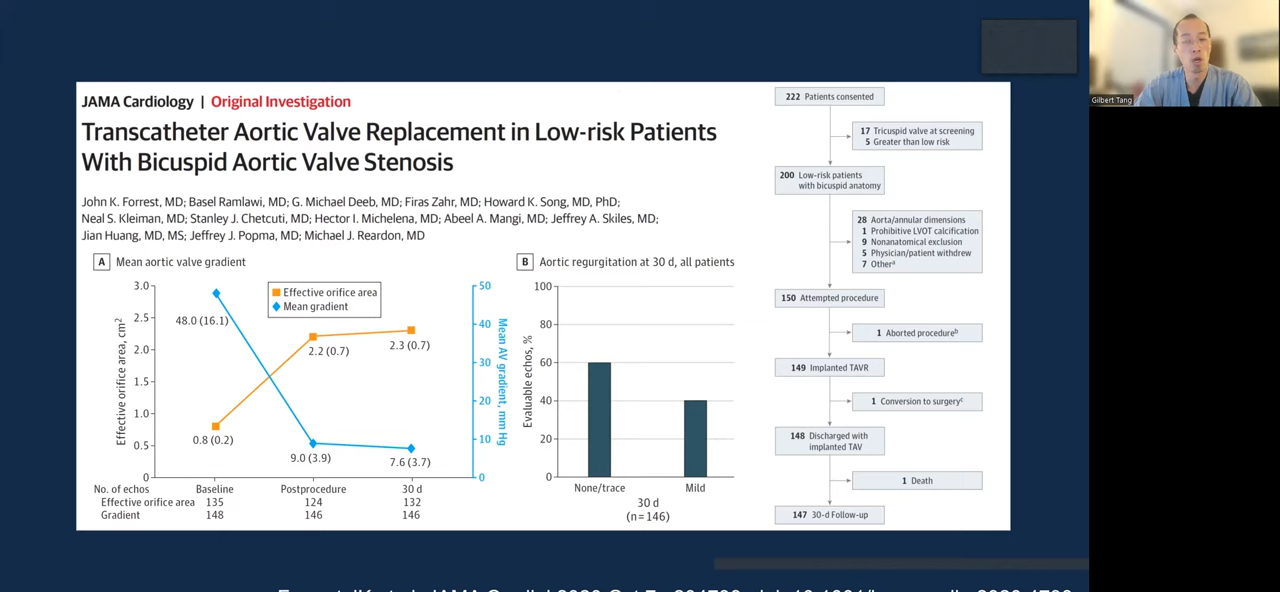 Gilbert Tang
JAMA Cardiology | Original Investigation
Transcatheter Aortic Valve Replacement in Low-risk Patients
With Bicuspid Aortic Valve Stenosis
John K. Forrest, MD; Basel Ramlawi, MD; G. Michael Deeb, MD; Firas Zahr, MD; Howard K. Song, MD, PhD;
Neal S. Kleiman, MD; Stanley J. Chetcuti, MD; Hector I. Michelena, MD; Abeel A. Mangi, MD; Jeffrey A. Skiles, MD;
Jian Huang, MD, MS; Jeffrey J. Popma, MD; Michael J. Reardon, MD
A Mean aortic valve gradient
3.0
2.5
2.0
1.5
1.0
0.5
0
Effective orifice area, cm2
Effective orifice area
Mean gradient
48.0 (16.1)
2.2 (0.7)
2.3 (0.7)
0.8 (0.2)
9.0 (3.9)
7.6 (3.7)
50
40
30
20
10
0
Mean AV gradient, mm Hg
No. of echos Baseline Postprocedure 30 d
Effective orifice area 135 124 132
Gradient 148 146 146
B Aortic regurgitation at 30 d, all patients
100
80
60
40
20
0
Evaluable echos, %
None/trace Mild
30 d
(n=146)
222 Patients consented
17 Tricuspid valve at screening
5 Greater than low risk
200 Low-risk patients
with bicuspid anatomy
28 Aorta/annular dimensions
1 Prohibitive LVOT calcification
9 Nonanatomical exclusion
5 Physician/patient withdrew
7 Othera
150 Attempted procedure
1 Aborted procedureb
149 Implanted TAVR
1 Conversion to surgeryc
148 Discharged with
implanted TAV
1 Death
147 30-d Follow-up